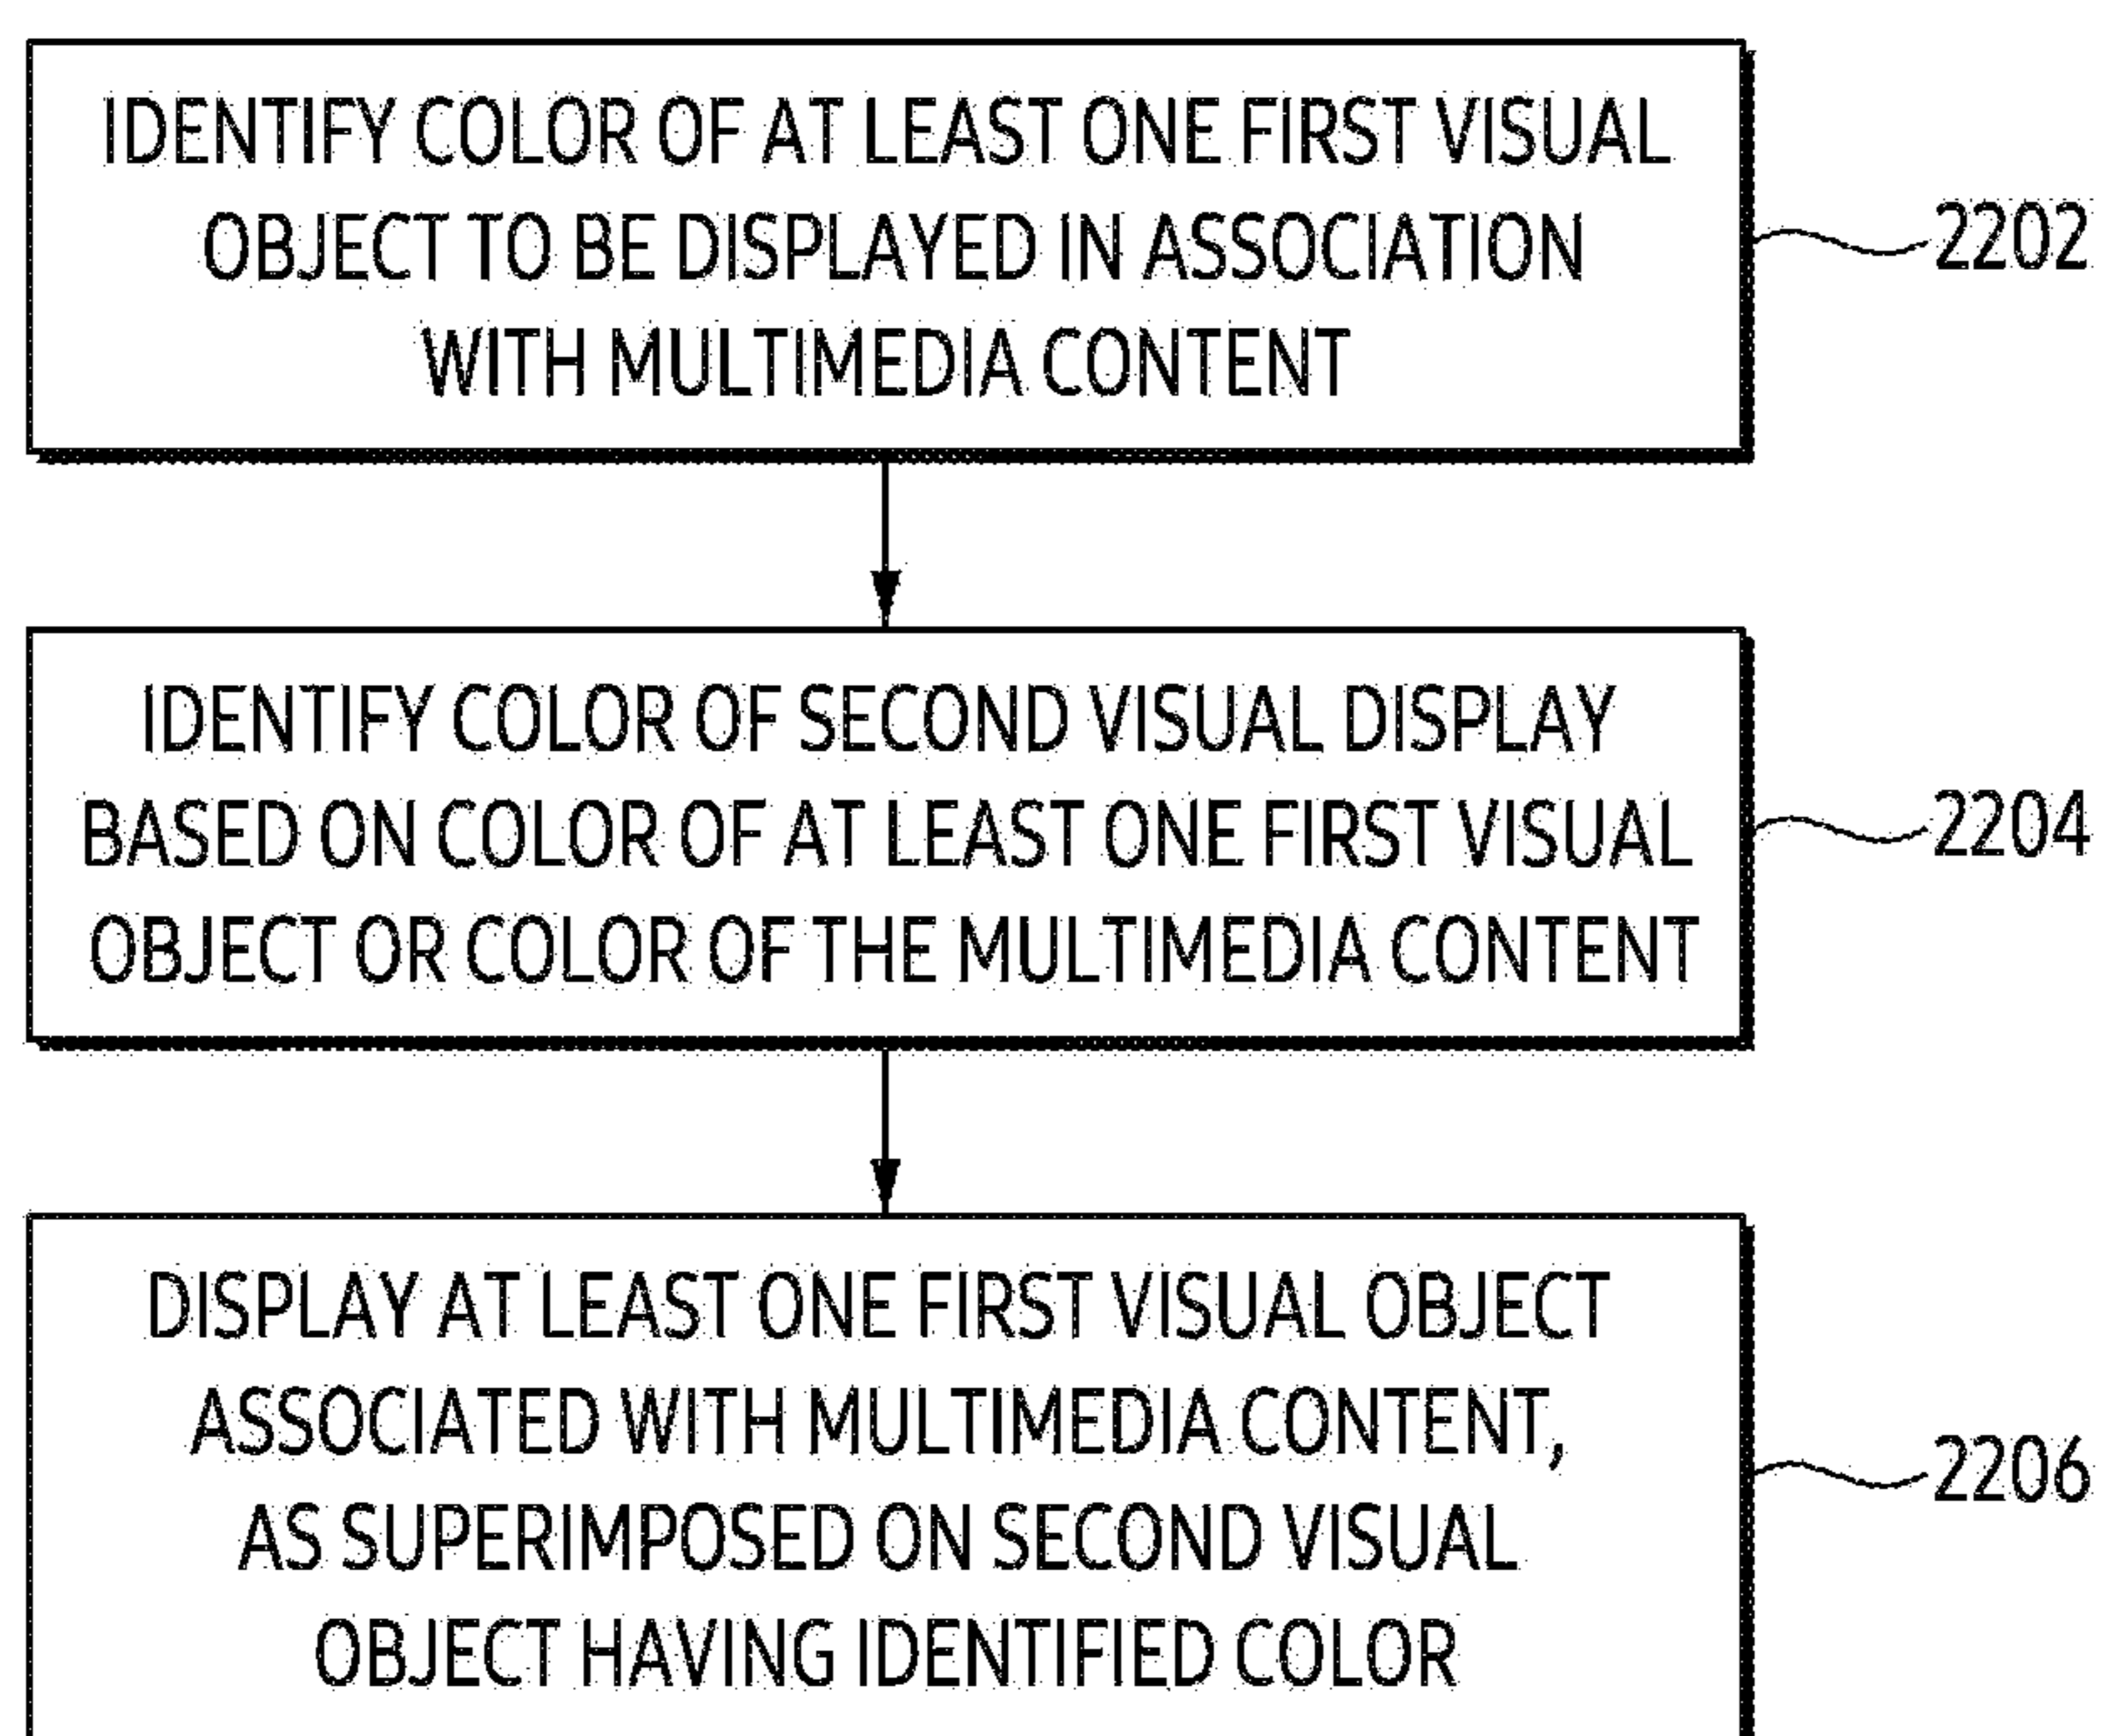 IDENTIFY COLOR OF AT LEAST ONE FIRST VISUAL
OBJECT TO BE DISPLAYED IN ASSOCIATION
WITH MULTIMEDIA CONTENT
2202
IDENTIFY COLOR OF SECOND VISUAL DISPLAY
BASED ON COLOR OF AT LEAST ONE FIRST VISUAL
OBJECT OR COLOR OF THE MULTIMEDIA CONTENT
2204
DISPLAY AT LEAST ONE FIRST VISUAL OBJECT
ASSOCIATED WITH MULTIMEDIA CONTENT,
AS SUPERIMPOSED ON SECOND VISUAL
OBJECT HAVING IDENTIFIED COLOR
2206